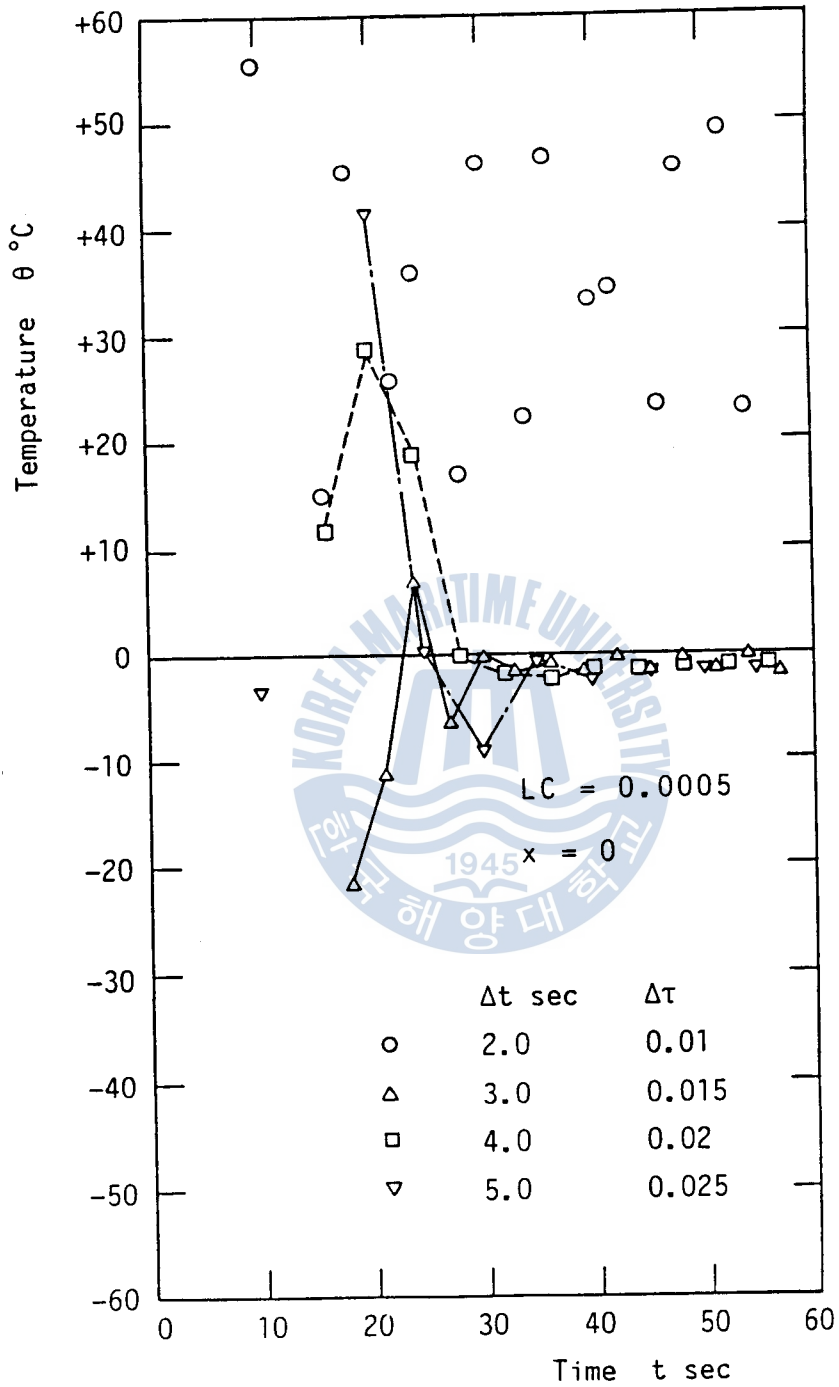 +60
+50
+40
+30
+20
+10
0
-10
-20
-30
-40
-50
-60
Temperature θ °C
KOREA MARITIME UNIVERSITY
LC = 0.0005
x = 0
1945
한국해양대학교
Δt sec Δτ
○ 2.0 0.01
△ 3.0 0.015
□ 4.0 0.02
▽ 5.0 0.025
0 10 20 30 40 50 60
Time t sec